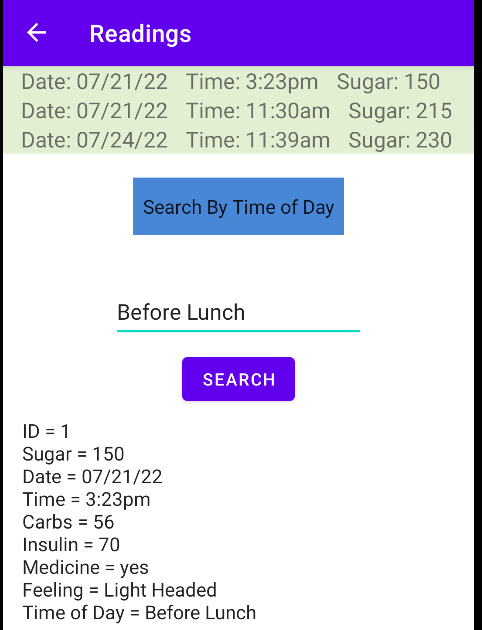 Readings
Date: 07/21/22 Time: 3:23pm Sugar: 150
Date: 07/21/22 Time: 11:30am Sugar: 215
Date: 07/24/22 Time: 11:39am Sugar: 230
Search By Time of Day
Before Lunch
SEARCH
ID = 1
Sugar = 150
Date = 07/21/22
Time = 3:23pm
Carbs = 56
Insulin = 70
Medicine = yes
Feeling = Light Headed
Time of Day = Before Lunch